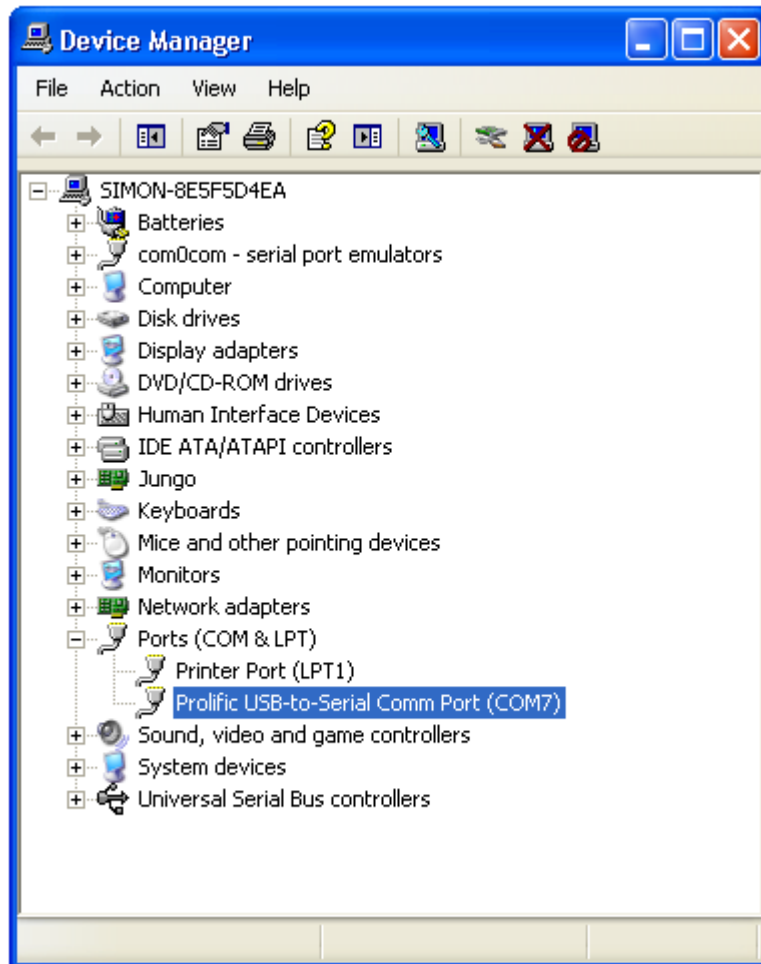 Device Manager
File Action View Help
SIMON-8E5F5D4EA
Batteries
com0com - serial port emulators
Computer
Disk drives
Display adapters
DVD/CD-ROM drives
Human Interface Devices
IDE ATA/ATAPI controllers
Jungo
Keyboards
Mice and other pointing devices
Monitors
Network adapters
Ports (COM & LPT)
Printer Port (LPT1)
Prolific USB-to-Serial Comm Port (COM7)
Sound, video and game controllers
System devices
Universal Serial Bus controllers